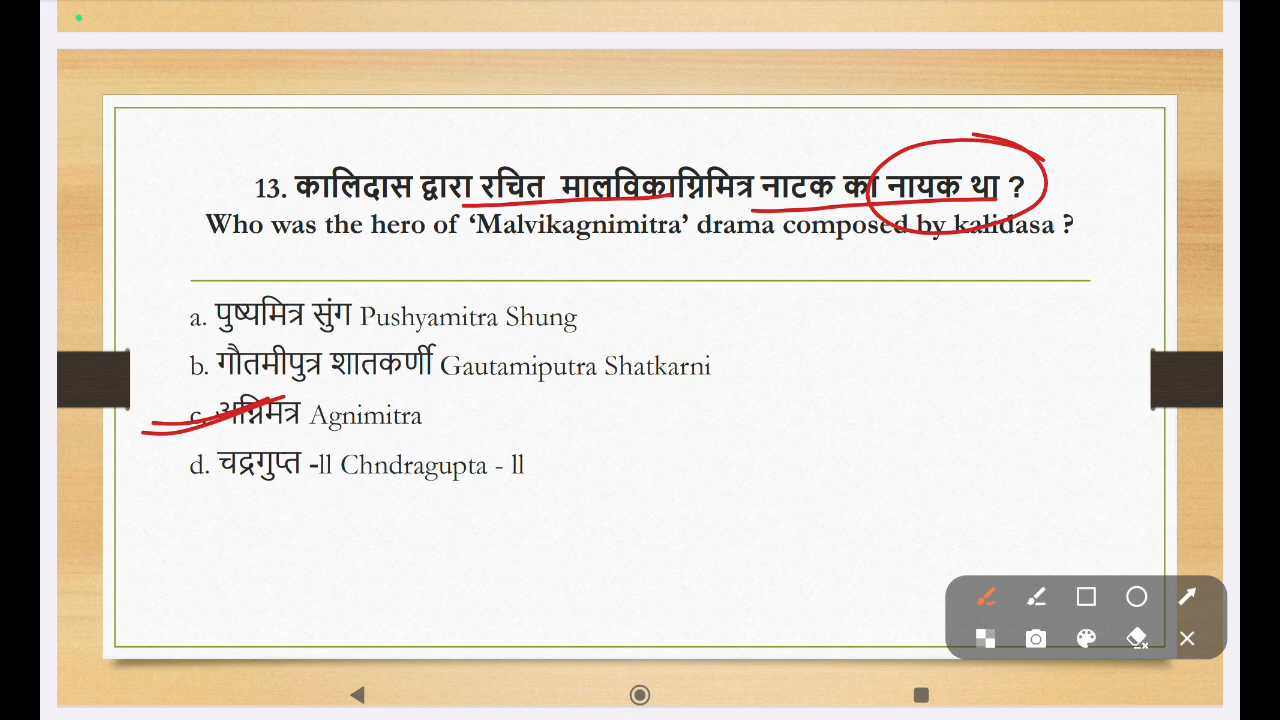 13. कालिदास द्वारा रचित मालविकाग्निमित्र नाटक का नायक था ?
Who was the hero of ‘Malvikagnimitra’ drama composed by kalidasa ?
a. पुष्यमित्र सुंग Pushyamitra Shung
b. गौतमीपुत्र शातकर्णी Gautamiputra Shatkarni
c. अग्निमित्र Agnimitra
d. चद्रगुप्त -ll Chndragupta - ll